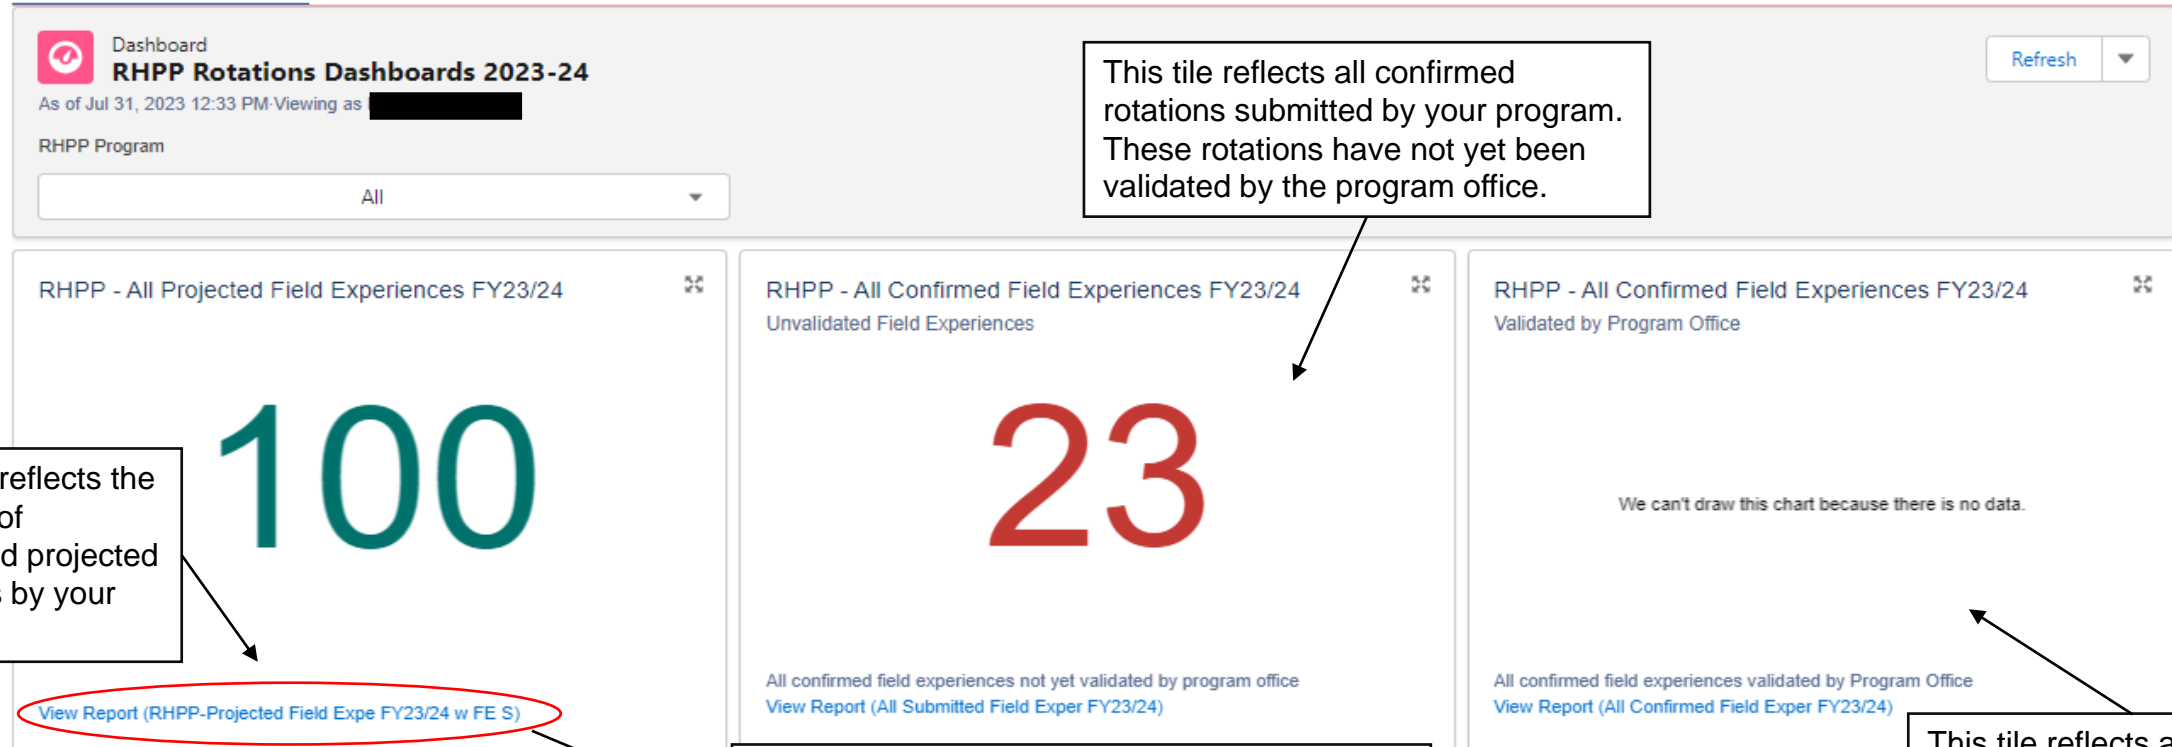 Dashboard
RHPP Rotations Dashboards 2023-24
As of Jul 31, 2023 12:33 PM·Viewing as
RHPP Program
All
Refresh
This tile reflects all confirmed
rotations submitted by your program.
These rotations have not yet been
validated by the program office.
RHPP - All Projected Field Experiences FY23/24
100
reflects the
of
d projected
s by your
View Report (RHPP-Projected Field Expe FY23/24 w FE S)
RHPP - All Confirmed Field Experiences FY23/24
Unvalidated Field Experiences
23
All confirmed field experiences not yet validated by program office
View Report (All Submitted Field Exper FY23/24)
RHPP - All Confirmed Field Experiences FY23/24
Validated by Program Office
We can't draw this chart because there is no data.
All confirmed field experiences validated by Program Office
View Report (All Confirmed Field Exper FY23/24)
This tile reflects a